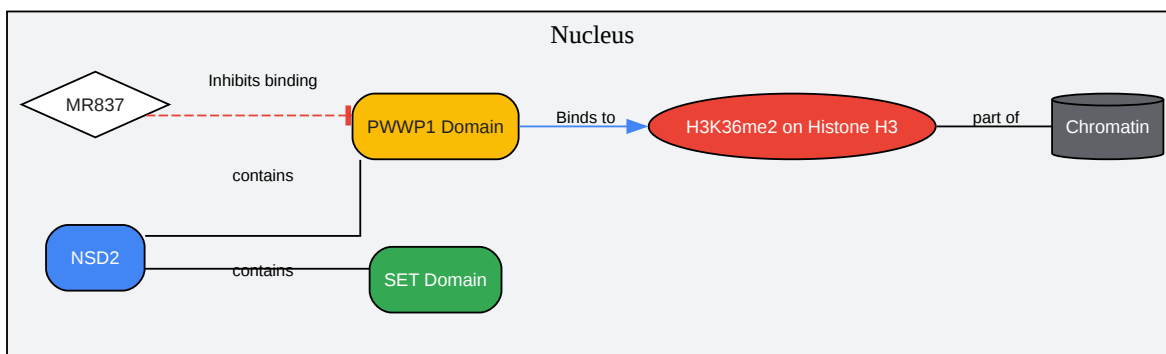 Nucleus
Inhibits binding
MR837
PWWP1 Domain
Binds to
H3K36me2 on Histone H3
part of
Chromatin
contains
NSD2
contains
SET Domain